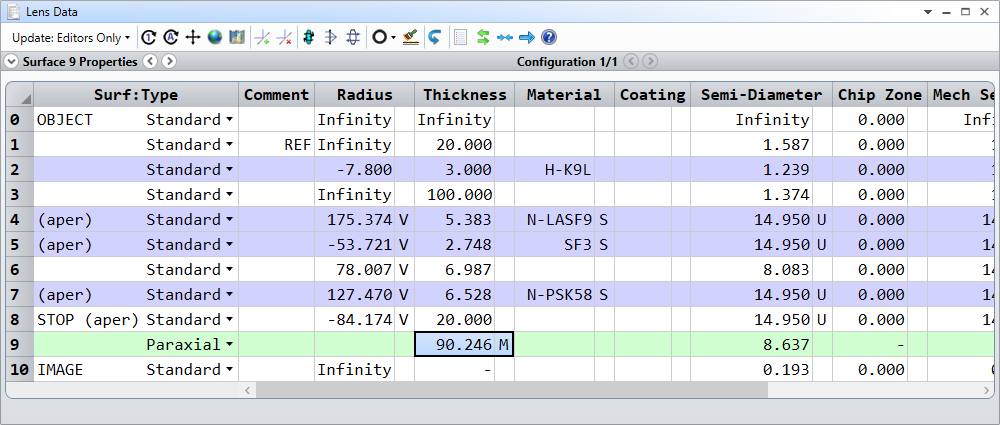 Lens Data
Update: Editors Only
Surface 9 Properties Configuration 1/1
Surf:Type Comment Radius Thickness Material Coating Semi-Diameter Chip Zone Mech Se
0 OBJECT Standard Infinity Infinity Infinity 0.000 Inf
1 Standard REF Infinity 20.000 1.587 0.000 1
2 Standard -7.800 3.000 H-K9L 1.239 0.000 1
3 Standard Infinity 100.000 1.374 0.000 1
4 (aper) Standard 175.374 V 5.383 N-LASF9 S 14.950 U 0.000 14
5 (aper) Standard -53.721 V 2.748 SF3 S 14.950 U 0.000 14
6 Standard 78.007 V 6.987 8.083 0.000 14
7 (aper) Standard 127.470 V 6.528 N-PSK58 S 14.950 U 0.000 14
8 STOP (aper) Standard -84.174 V 20.000 14.950 U 0.000 14
9 Paraxial 90.246 M 8.637 -
10 IMAGE Standard Infinity - 0.193 0.000 0